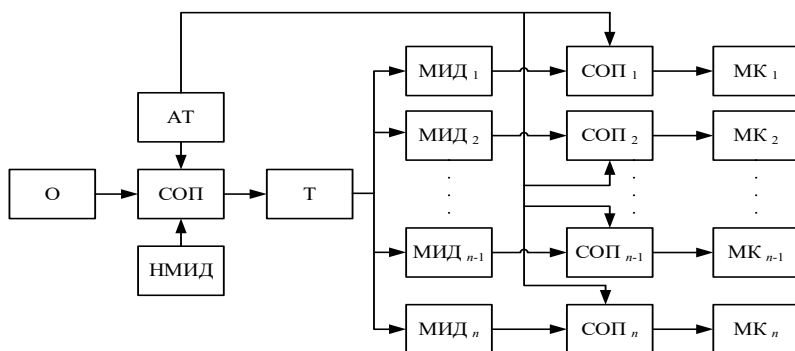 МИД 1 СОП 1 МК 1
АТ
МИД 2 СОП 2 МК 2
О СОП Т
НМИД
МИД n-1 СОП n-1 МК n-1
МИД n СОП n МК n